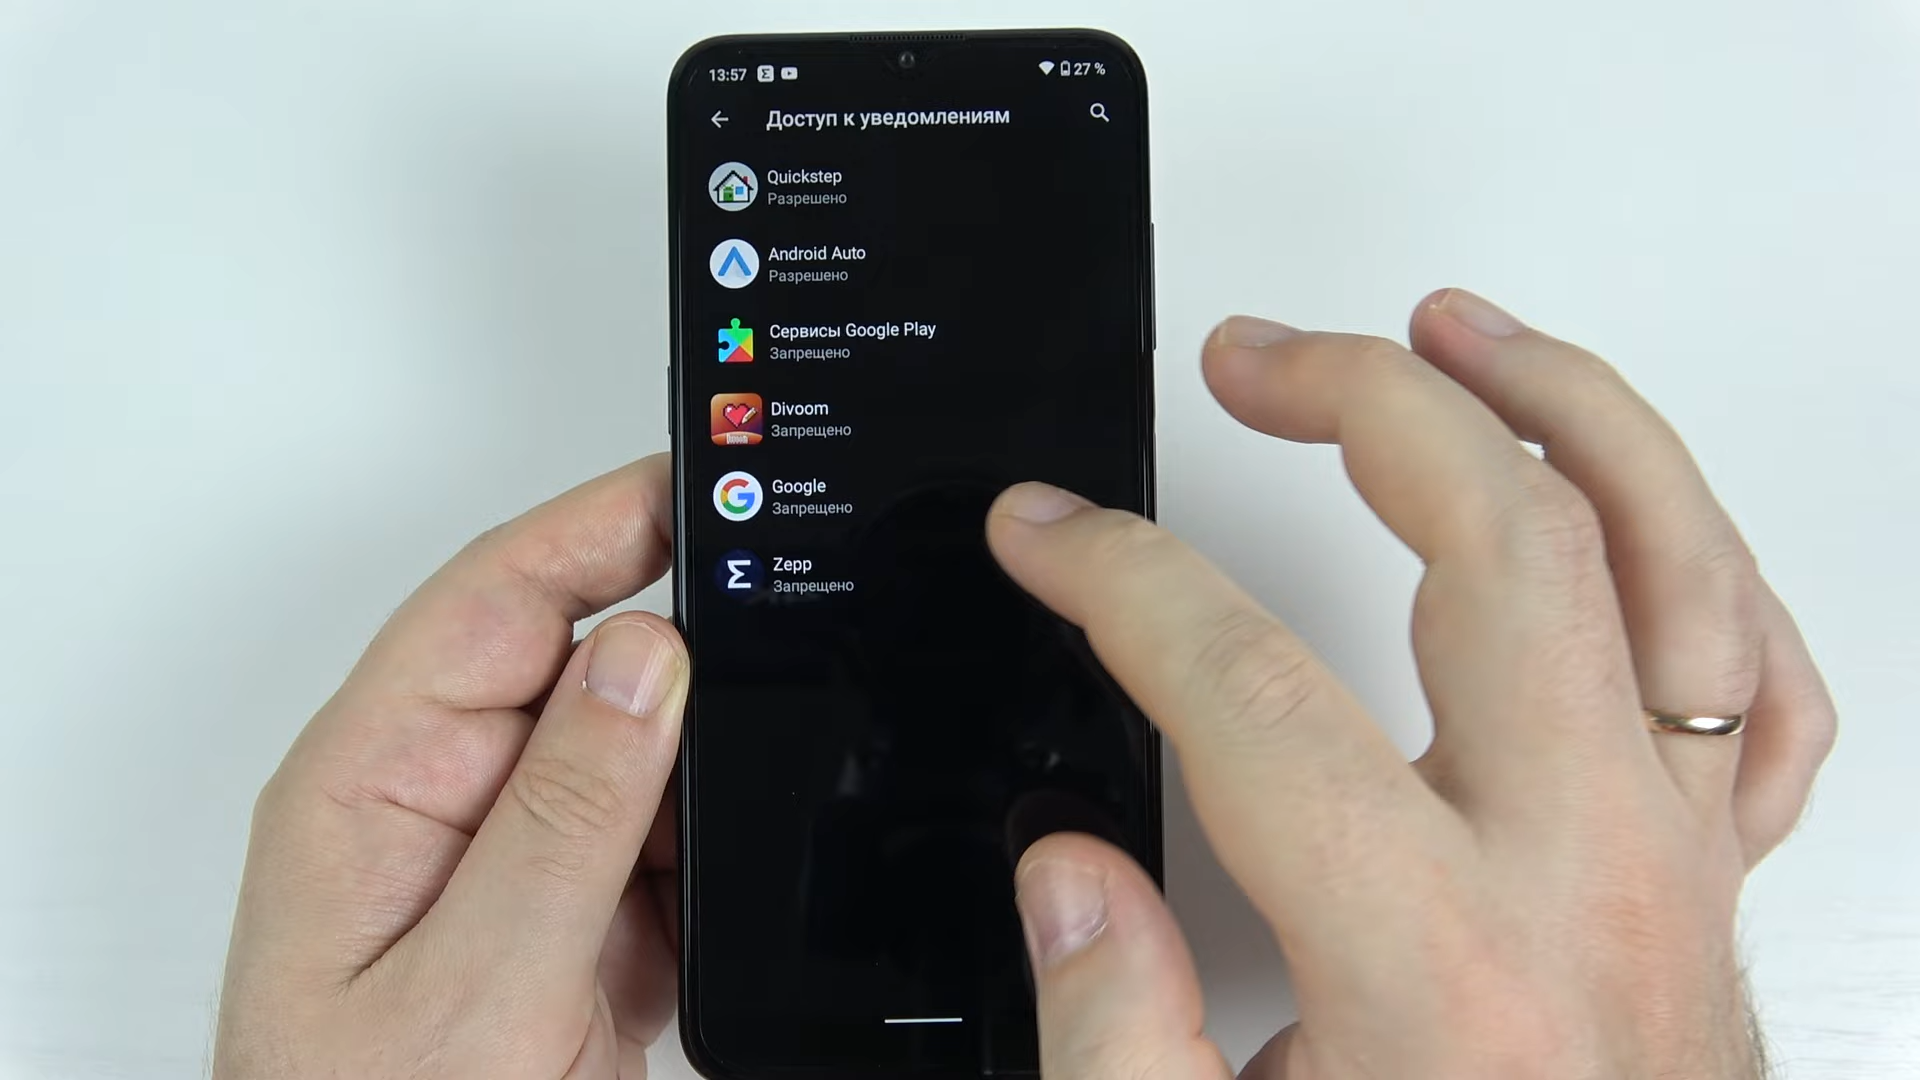 13:57
27 %
Доступ к уведомлениям
Quickstep
Разрешено
Android Auto
Разрешено
Сервисы Google Play
Запрещено
Divoom
Запрещено
Google
Запрещено
Zepp
Запрещено